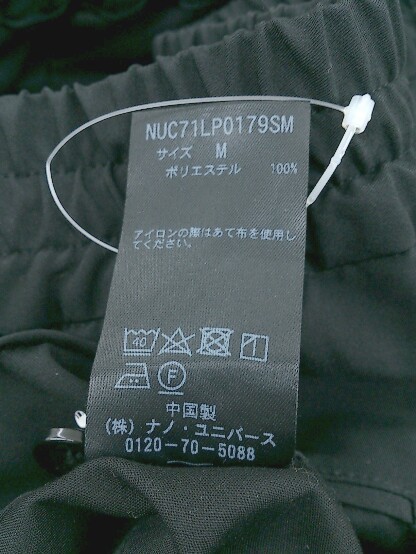 NUC71LP0179SM
サイズ M
ポリエステル 100%
アイロンの際はあて布を使用し
てください。
40
F
中国製
(株) ナノ・ユニバース
0120-70-5088